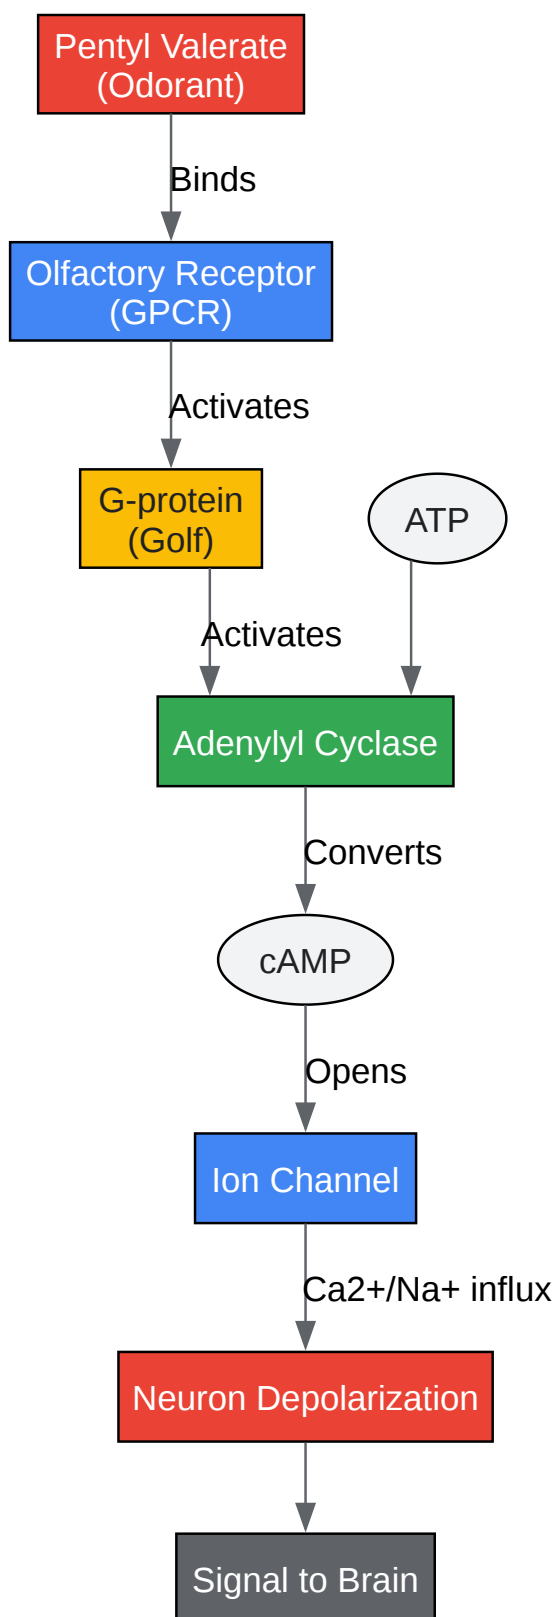 Pentyl Valerate
(Odorant)
Binds
Olfactory Receptor
(GPCR)
Activates
G-protein
(Golf)
ATP
Activates
Adenylyl Cyclase
Converts
cAMP
Opens
Ion Channel
Ca2+/Na+ influx
Neuron Depolarization
Signal to Brain